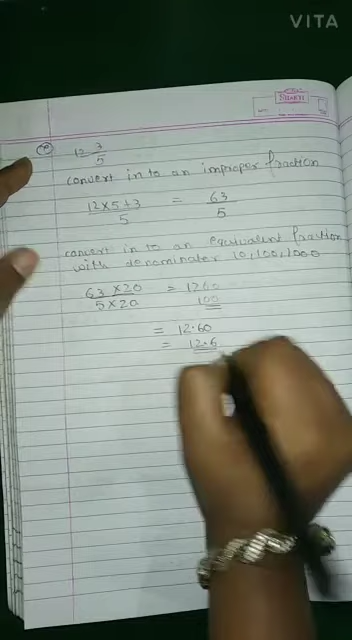 VITA
12 3/5
convert in to an improper fraction
12×5+3/5 = 63/5
convert in to an equivalent fraction
with denominater 10,100,1000
63×20/5×20 = 1260/100
= 12.60
= 12.6